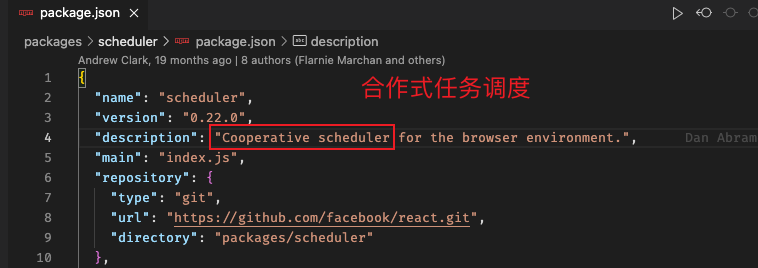 package.json
packages > scheduler > package.json > abc description
Andrew Clark, 19 months ago | 8 authors (Flarnie Marchan and others)
合作式任务调度
1 {
2 "name": "scheduler",
3 "version": "0.22.0",
4 "description": "Cooperative scheduler for the browser environment.", Dan Abram
5 "main": "index.js",
6 "repository": {
7 "type": "git",
8 "url": "https://github.com/facebook/react.git",
9 "directory": "packages/scheduler"
10 },